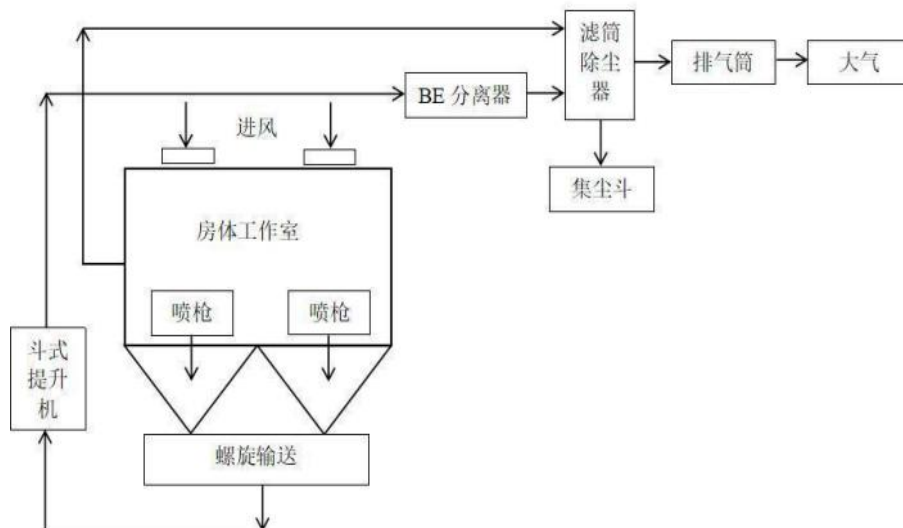 滤筒
除尘
器
排气筒
大气
BE 分离器
进风
集尘斗
房体工作室
喷枪
喷枪
斗式
提升
机
螺旋输送